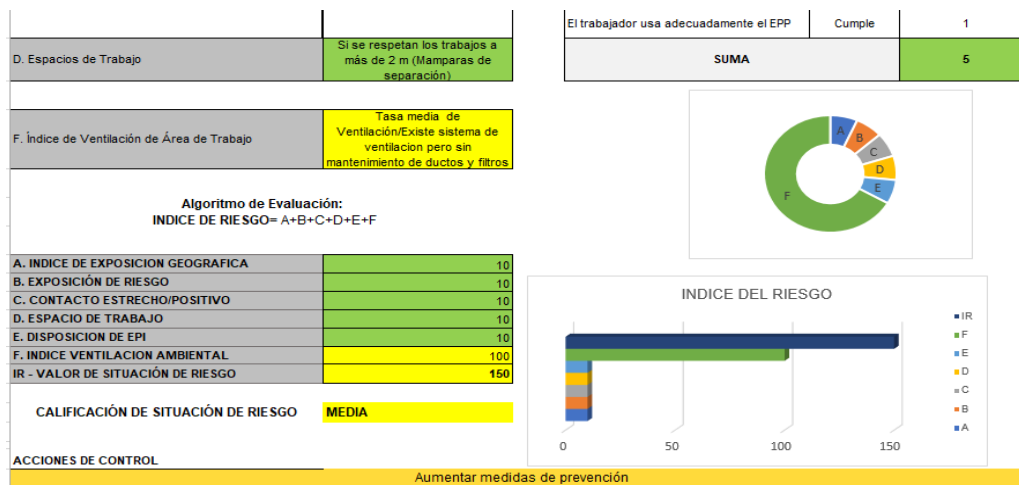 El trabajador usa adecuadamente el EPP Cumple 1
D. Espacios de Trabajo
Si se respetan los trabajos a
más de 2 m (Mamparas de
separación)
SUMA 5
F. Índice de Ventilación de Área de Trabajo
Tasa media de
Ventilación/Existe sistema de
ventilacion pero sin
mantenimiento de ductos y filtros
A
B
C
D
E
F
Algoritmo de Evaluación:
INDICE DE RIESGO= A+B+C+D+E+F
A. INDICE DE EXPOSICION GEOGRAFICA 10
B. EXPOSICIÓN DE RIESGO 10
C. CONTACTO ESTRECHO/POSITIVO 10
D. ESPACIO DE TRABAJO 10
E. DISPOSICION DE EPI 10
F. INDICE VENTILACION AMBIENTAL 100
IR - VALOR DE SITUACIÓN DE RIESGO 150
INDICE DEL RIESGO
IR
F
E
D
C
B
A
0 50 100 150
CALIFICACIÓN DE SITUACIÓN DE RIESGO MEDIA
ACCIONES DE CONTROL
Aumentar medidas de prevención